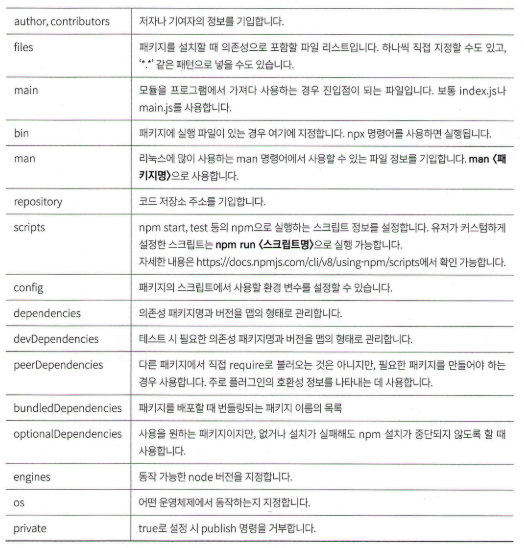 author, contributors
저자나 기여자의 정보를 기입합니다.
files
패키지를 설치할 때 의존성으로 포함할 파일 리스트입니다. 하나씩 직접 지정할 수도 있고,
'*.*' 같은 패턴으로 넣을 수도 있습니다.
main
모듈을 프로그램에서 가져다 사용하는 경우 진입점이 되는 파일입니다. 보통 index.js나
main.js를 사용합니다.
bin
패키지에 실행 파일이 있는 경우 여기에 지정합니다. npx 명령어를 사용하면 실행됩니다.
man
리눅스에 많이 사용하는 man 명령어에서 사용할 수 있는 파일 정보를 기입합니다. man 〈패
키지명〉으로 사용합니다.
repository
코드 저장소 주소를 기입합니다.
scripts
npm start, test 등의 npm으로 실행하는 스크립트 정보를 설정합니다. 유저가 커스텀하게
설정한 스크립트는 npm run 〈스크립트명〉으로 실행 가능합니다.
자세한 내용은 https://docs.npmjs.com/cli/v8/using-npm/scripts에서 확인 가능합니다.
config
패키지의 스크립트에서 사용할 환경 변수를 설정할 수 있습니다.
dependencies
의존성 패키지명과 버전을 맵의 형태로 관리합니다.
devDependencies
테스트 시 필요한 의존성 패키지명과 버전을 맵의 형태로 관리합니다.
peerDependencies
다른 패키지에서 직접 require로 불러오는 것은 아니지만, 필요한 패키지를 만들어야 하는
경우 사용합니다. 주로 플러그인의 호환성 정보를 나타내는 데 사용합니다.
bundledDependencies
패키지를 배포할 때 번들링되는 패키지 이름의 목록
optionalDependencies
사용을 원하는 패키지이지만, 없거나 설치가 실패해도 npm 설치가 중단되지 않도록 할 때
사용합니다.
engines
동작 가능한 node 버전을 지정합니다.
os
어떤 운영체제에서 동작하는지 지정합니다.
private
true로 설정 시 publish 명령을 거부합니다.